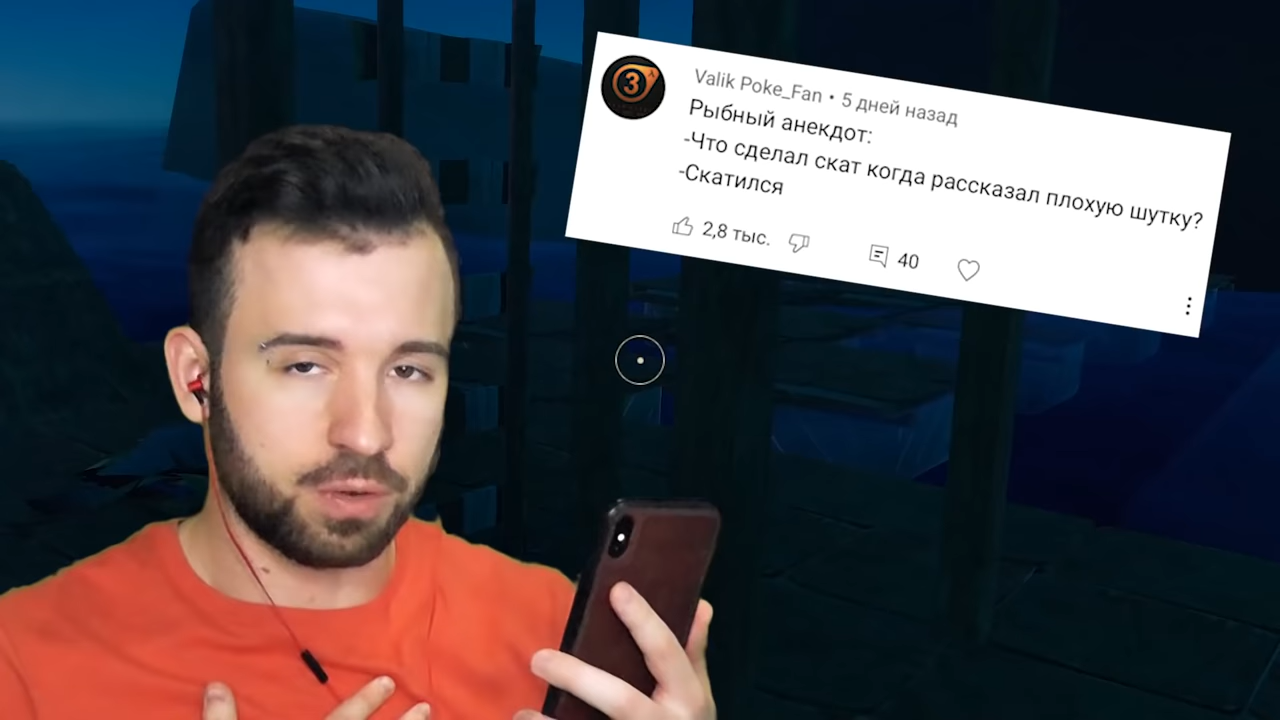 3
Valik Poke_Fan • 5 дней назад
Рыбный анекдот:
-Что сделал скат когда рассказал плохую шутку?
-Скатился
2,8 тыс. 40